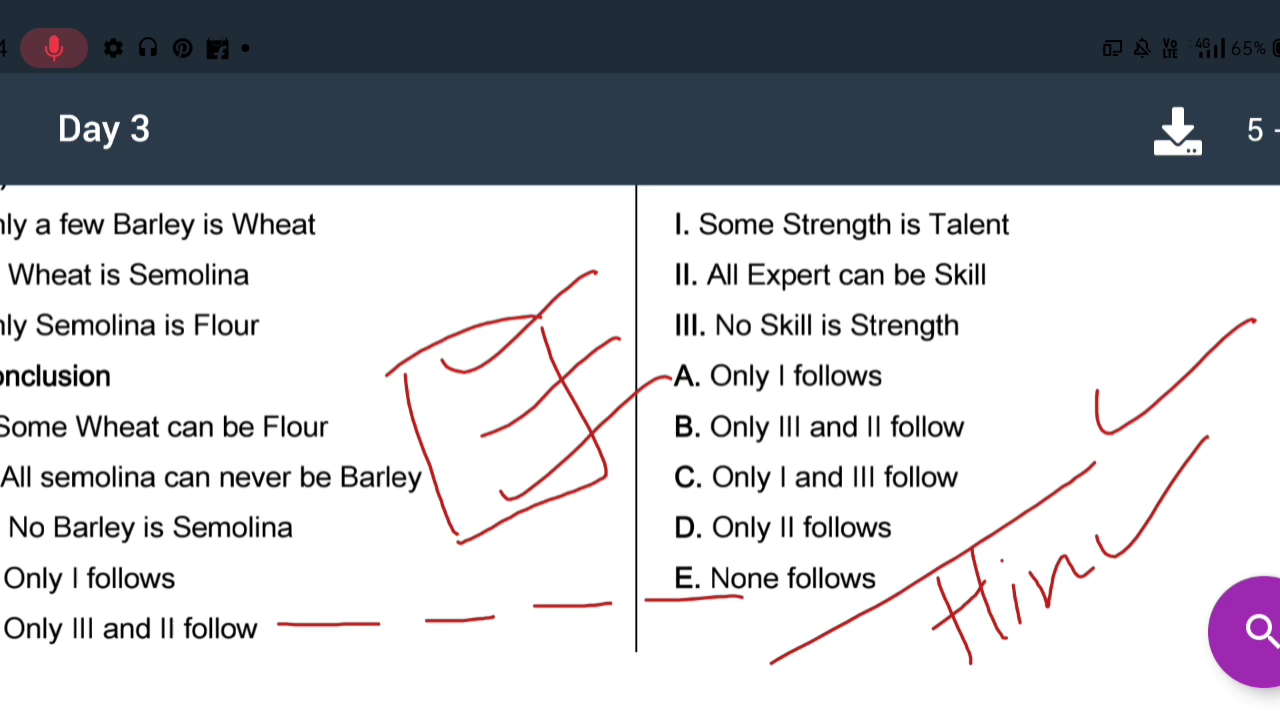 4
65%
Day 3
5
nly a few Barley is Wheat
Wheat is Semolina
nly Semolina is Flour
onclusion
Some Wheat can be Flour
All semolina can never be Barley
No Barley is Semolina
Only I follows
Only III and II follow
I. Some Strength is Talent
II. All Expert can be Skill
III. No Skill is Strength
A. Only I follows
B. Only III and II follow
C. Only I and III follow
D. Only II follows
E. None follows